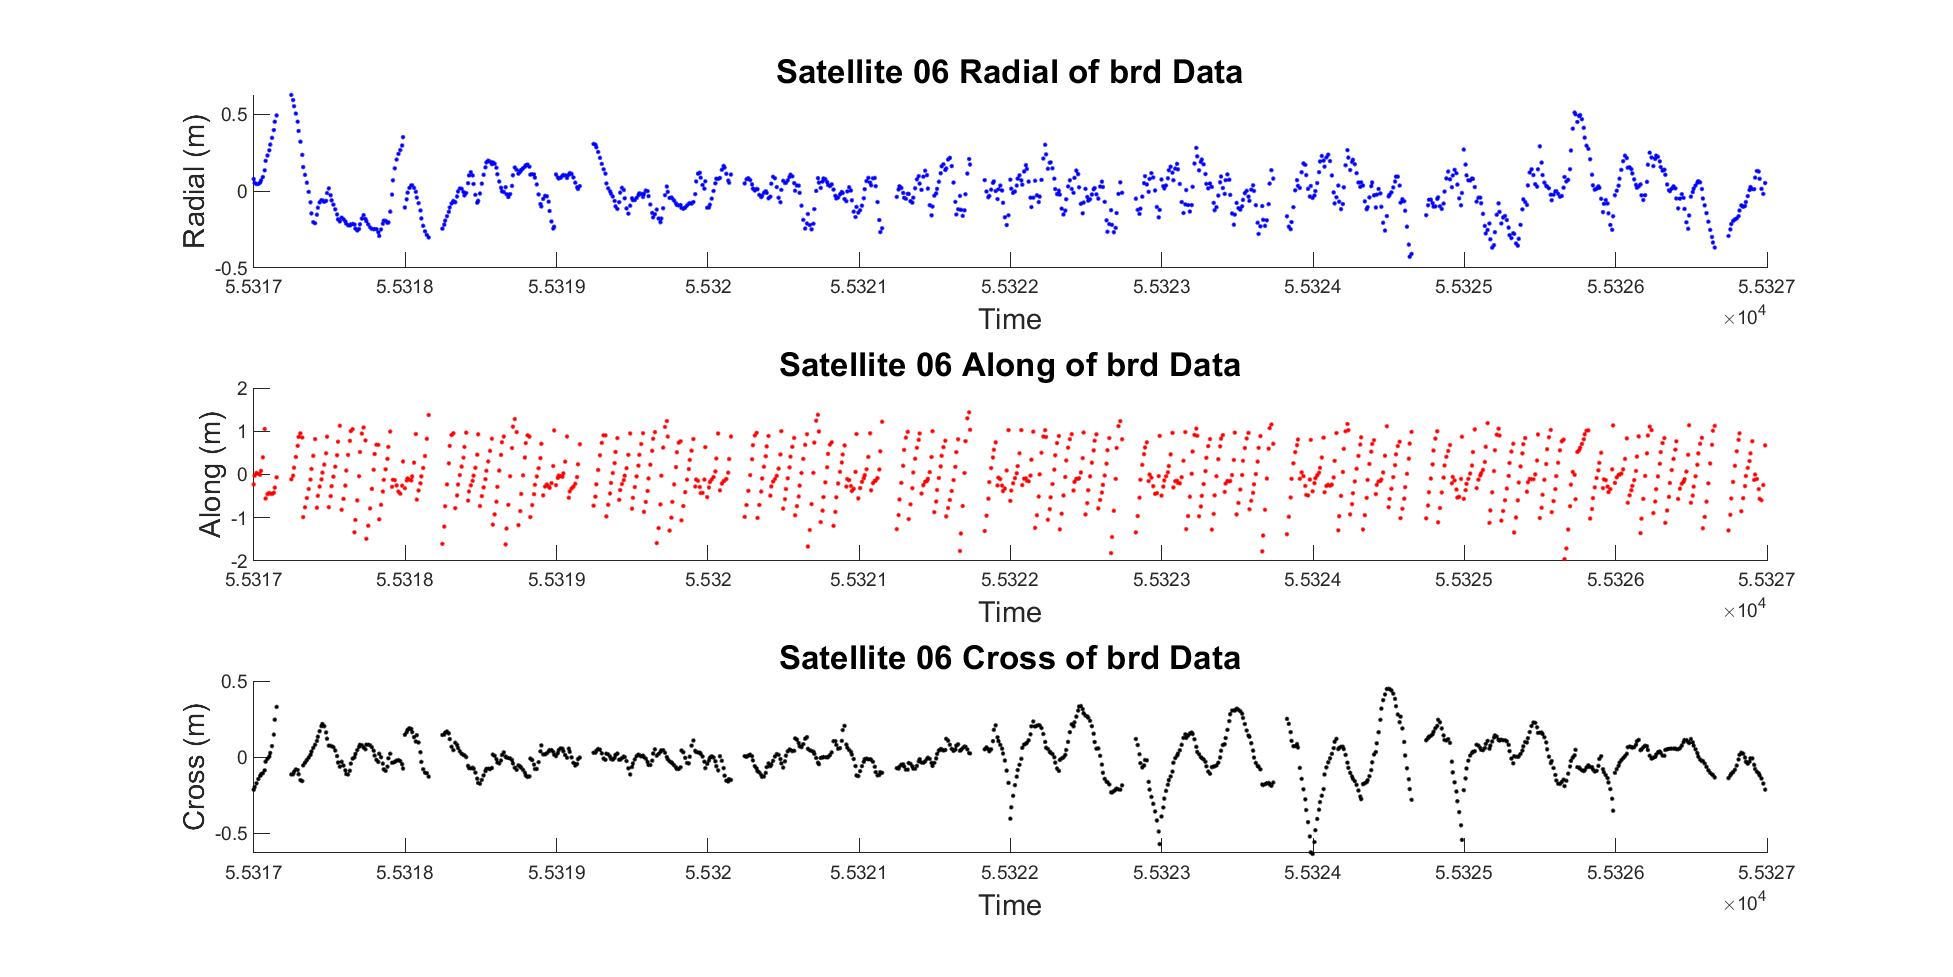 Satellite 06 Radial of brd Data
Radial (m)
0.5
0
-0.5
5.5317 5.5318 5.5319 5.532 5.5321 5.5322 5.5323 5.5324 5.5325 5.5326 5.5327
Time
×10^4
Satellite 06 Along of brd Data
Along (m)
2
1
0
-1
-2
5.5317 5.5318 5.5319 5.532 5.5321 5.5322 5.5323 5.5324 5.5325 5.5326 5.5327
Time
×10^4
Satellite 06 Cross of brd Data
Cross (m)
0.5
0
-0.5
5.5317 5.5318 5.5319 5.532 5.5321 5.5322 5.5323 5.5324 5.5325 5.5326 5.5327
Time
×10^4